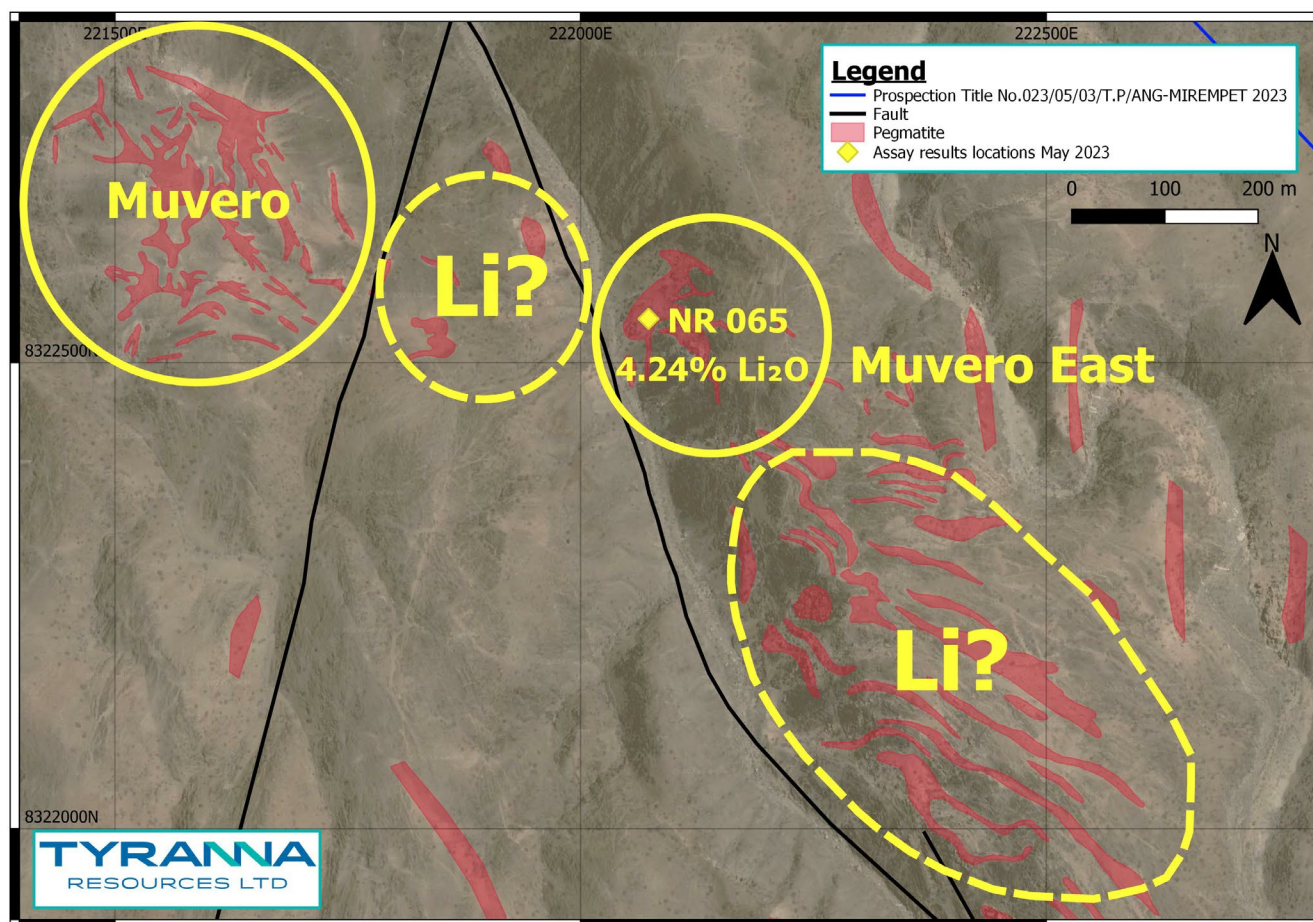 221500E
222000E
222500E
Legend
Prospection Title No.023/05/03/T.P/ANG-MIREMPET 2023
Fault
Pegmatite
Assay results locations May 2023
0 100 200 m
N
Muvero
Li?
NR 065
4.24% Li₂O
Muvero East
8322500N
Li?
8322000N
TYRANNA
RESOURCES LTD